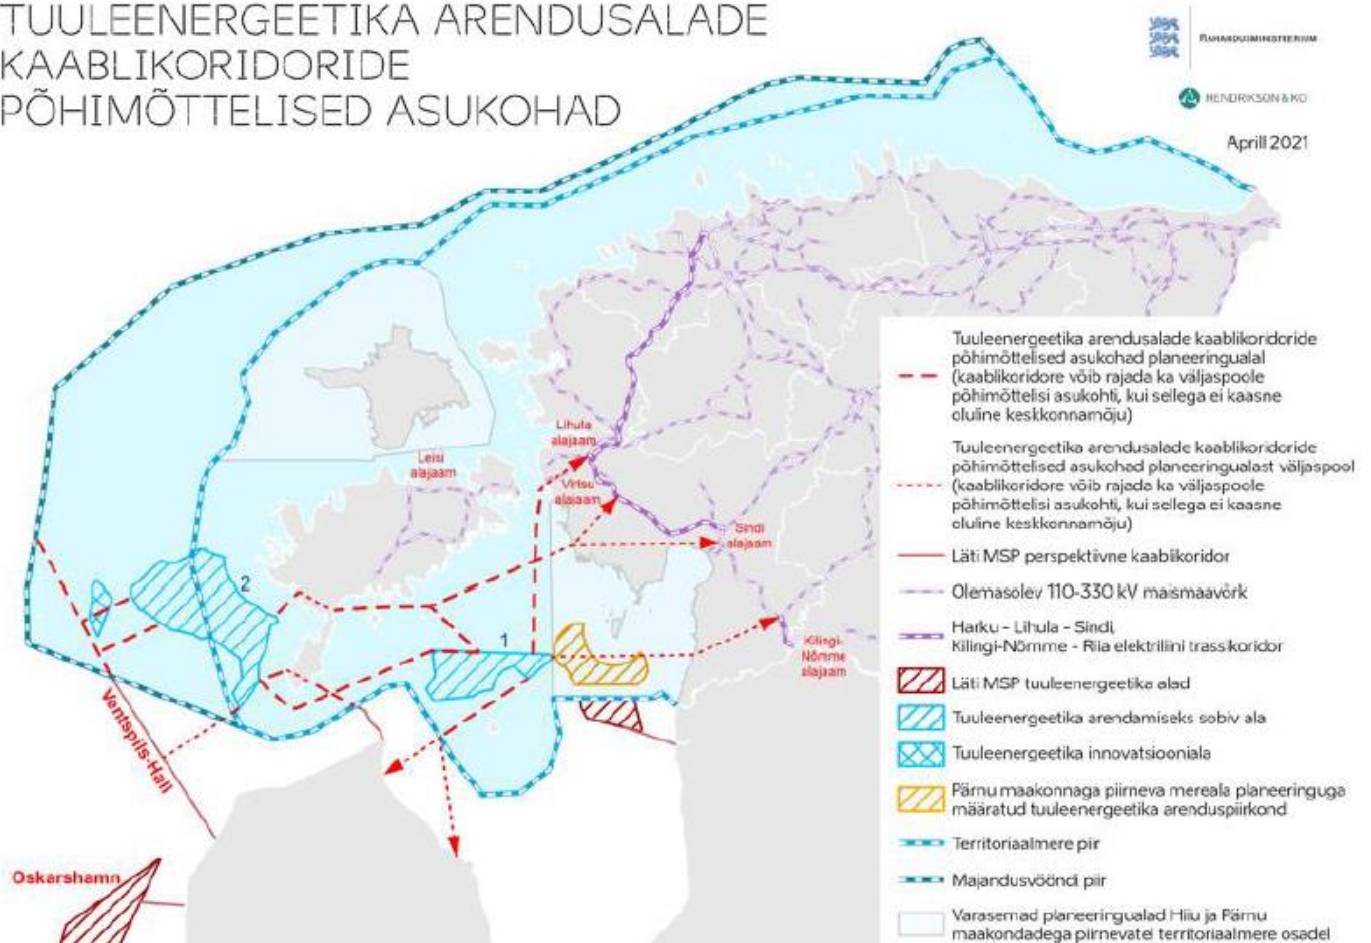 TUULEENERGEETIKA ARENDUSALADE
KAABLIKORIDORIDE
PÕHIMÕTTELISED ASUKOHAD
RAHANDUSMINISTEERIUM
HENDRIKSON & KO
Aprill 2021
Lihula
alajaam
Leisi
alajaam
Virtsu
alajaam
Sindi
alajaam
2
1
Kilingi-
Nõmme
alajaam
Ventspils-Hall
Oskarshamn
Tuuleenergeetika arendusalade kaablikoridoride
põhimõttelised asukohad planeeringualal
(kaablikoridore võib rajada ka väljaspoole
põhimõttelisi asukohti, kui sellega ei kaasne
oluline keskkonnamõju)
Tuuleenergeetika arendusalade kaablikoridoride
põhimõttelised asukohad planeeringualast väljaspool
(kaablikoridore võib rajada ka väljaspoole
põhimõttelisi asukohti, kui sellega ei kaasne
oluline keskkonnamõju)
Läti MSP perspektiivne kaablikoridor
Olemasolev 110-330 kV maismaavõrk
Harku - Lihula - Sindi,
Kilingi-Nõmme - Riia elektriliini trassikoridor
Läti MSP tuuleenergeetika alad
Tuuleenergeetika arendamiseks sobiv ala
Tuuleenergeetika innovatsiooniala
Pärnu maakonnaga piirneva mereala planeeringuga
määratud tuuleenergeetika arenduspiirkond
Territoriaalmere piir
Majandusvööndi piir
Varasemad planeeringualad Hiiu ja Pärnu
maakondadega piirnevatel territoriaalmere osadel